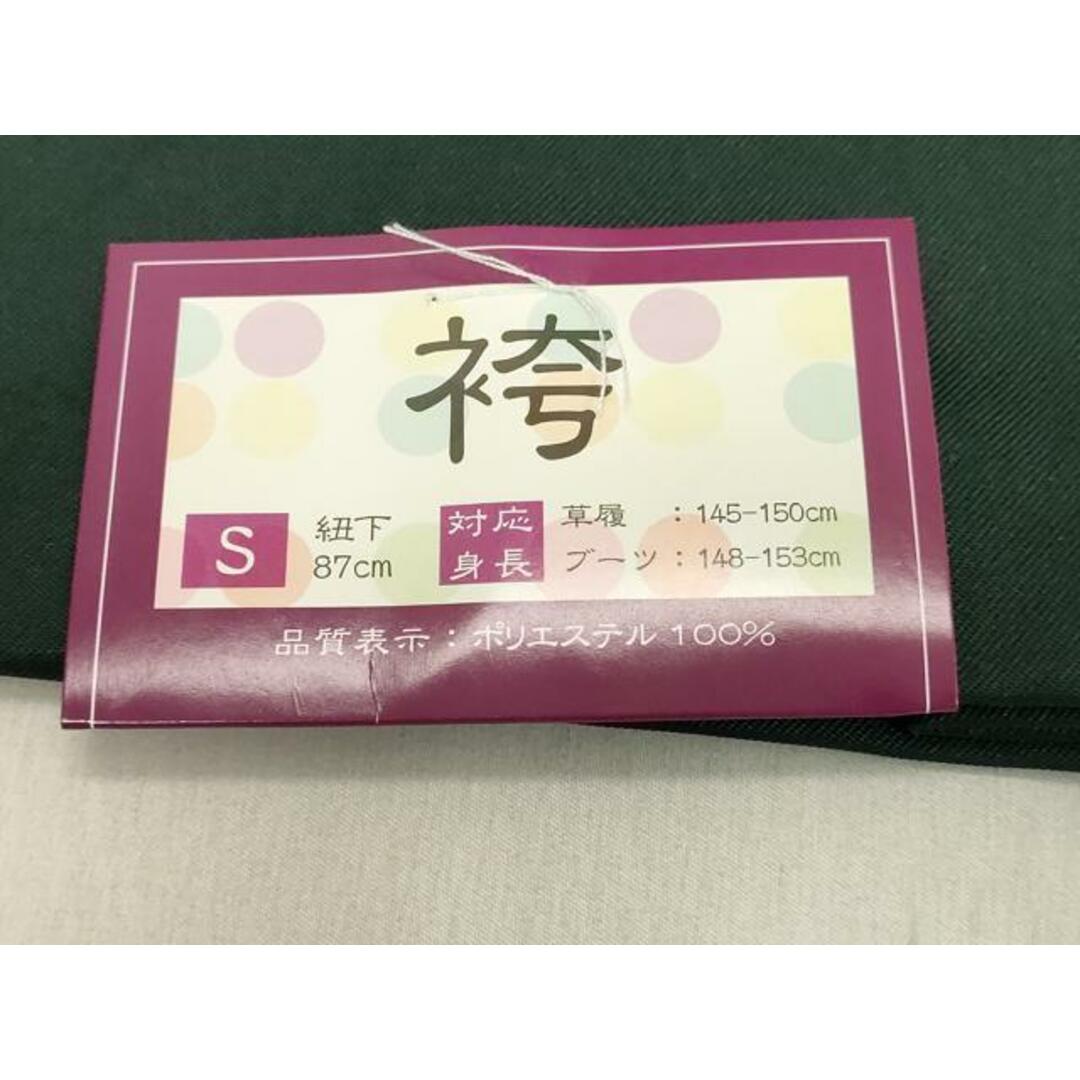 袴
S
紐下
87cm
対応
身長
草履 : 145-150cm
ブーツ : 148-153cm
品質表示 : ポリエステル 100%